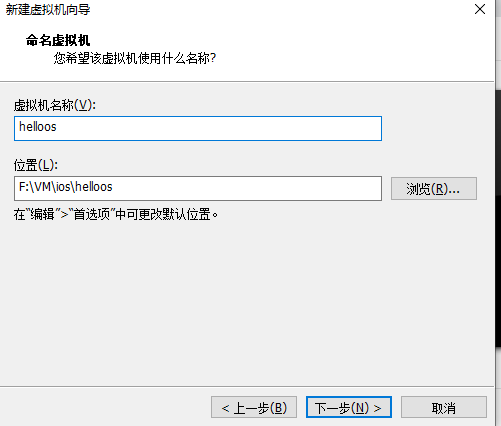 新建虚拟机向导
命名虚拟机
您希望该虚拟机使用什么名称?
虚拟机名称(V):
helloos
位置(L):
F:\VM\ios\helloos
浏览(R)...
在“编辑”>“首选项”中可更改默认位置。
< 上一步(B)
下一步(N) >
取消